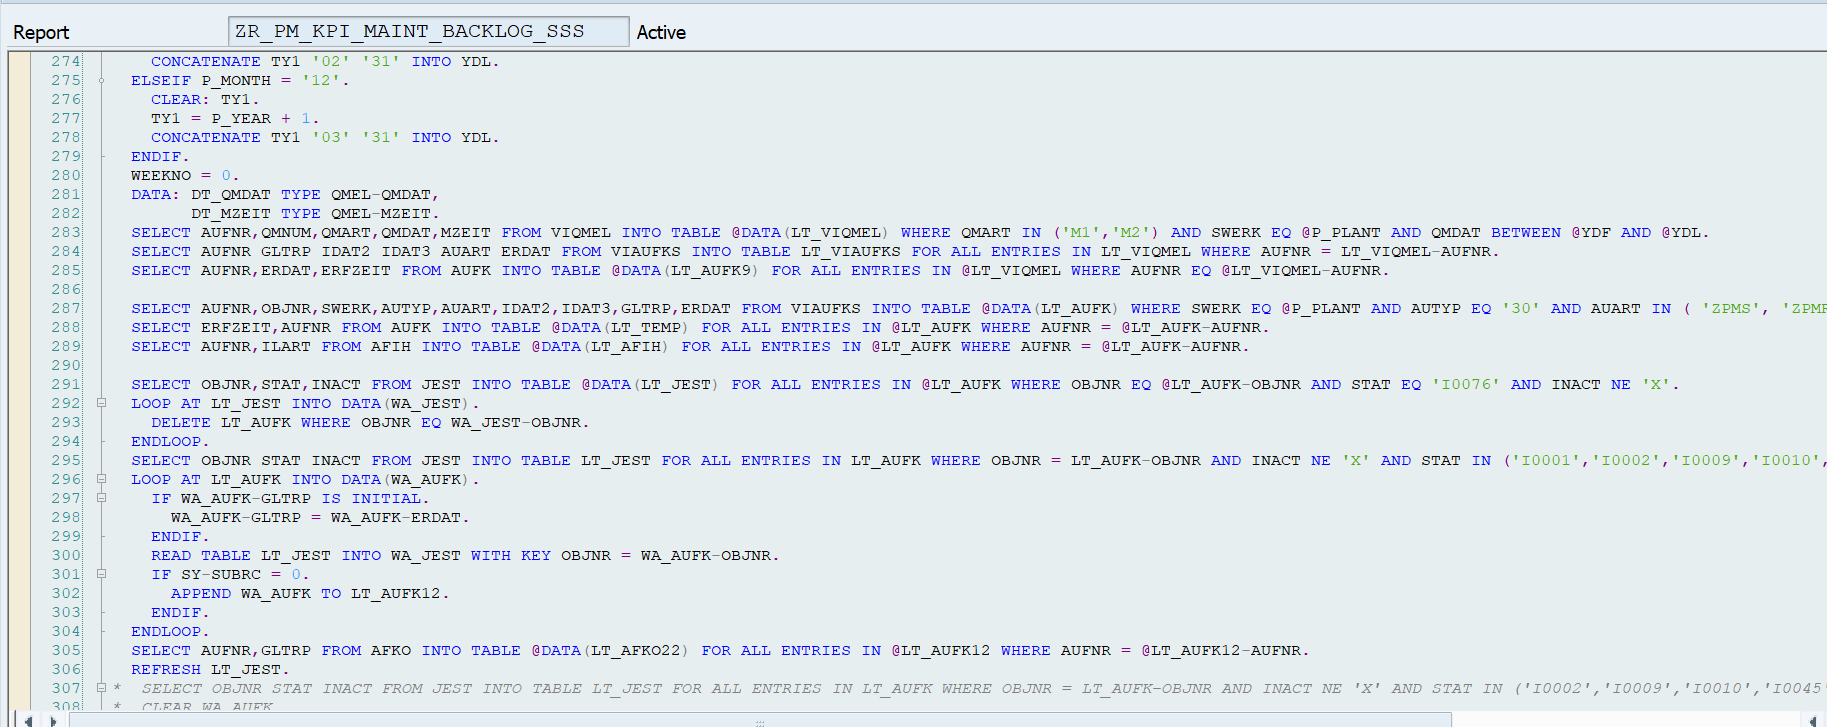 Report ZR_PM_KPI_MAINT_BACKLOG_SSS Active
274 CONCATENATE TY1 '02' '31' INTO YDL.
275 ELSEIF P_MONTH = '12'.
276 CLEAR: TY1.
277 TY1 = P_YEAR + 1.
278 CONCATENATE TY1 '03' '31' INTO YDL.
279 ENDIF.
280 WEEKNO = 0.
281 DATA: DT_QMDAT TYPE QMEL-QMDAT,
282 DT_MZEIT TYPE QMEL-MZEIT.
283 SELECT AUFNR,QMNUM,QMART,QMDAT,MZEIT FROM VIQMEL INTO TABLE @DATA(LT_VIQMEL) WHERE QMART IN ('M1','M2') AND SWERK EQ @P_PLANT AND QMDAT BETWEEN @YDF AND @YDL.
284 SELECT AUFNR GLTRP IDAT2 IDAT3 AUART ERDAT FROM VIAUFKS INTO TABLE LT_VIAUFKS FOR ALL ENTRIES IN LT_VIQMEL WHERE AUFNR = LT_VIQMEL-AUFNR.
285 SELECT AUFNR,ERDAT,ERFZEIT FROM AUFK INTO TABLE @DATA(LT_AUFK9) FOR ALL ENTRIES IN @LT_VIQMEL WHERE AUFNR EQ @LT_VIQMEL-AUFNR.
286
287 SELECT AUFNR,OBJNR,SWERK,AUTYP,AUART,IDAT2,IDAT3,GLTRP,ERDAT FROM VIAUFKS INTO TABLE @DATA(LT_AUFK) WHERE SWERK EQ @P_PLANT AND AUTYP EQ '30' AND AUART IN ( 'ZPMS', 'ZPMP
288 SELECT ERFZEIT,AUFNR FROM AUFK INTO TABLE @DATA(LT_TEMP) FOR ALL ENTRIES IN @LT_AUFK WHERE AUFNR = @LT_AUFK-AUFNR.
289 SELECT AUFNR,ILART FROM AFIH INTO TABLE @DATA(LT_AFIH) FOR ALL ENTRIES IN @LT_AUFK WHERE AUFNR = @LT_AUFK-AUFNR.
290
291 SELECT OBJNR,STAT,INACT FROM JEST INTO TABLE @DATA(LT_JEST) FOR ALL ENTRIES IN @LT_AUFK WHERE OBJNR EQ @LT_AUFK-OBJNR AND STAT EQ 'I0076' AND INACT NE 'X'.
292 LOOP AT LT_JEST INTO DATA(WA_JEST).
293 DELETE LT_AUFK WHERE OBJNR EQ WA_JEST-OBJNR.
294 ENDLOOP.
295 SELECT OBJNR STAT INACT FROM JEST INTO TABLE LT_JEST FOR ALL ENTRIES IN LT_AUFK WHERE OBJNR = LT_AUFK-OBJNR AND INACT NE 'X' AND STAT IN ('I0001','I0002','I0009','I0010',
296 LOOP AT LT_AUFK INTO DATA(WA_AUFK).
297 IF WA_AUFK-GLTRP IS INITIAL.
298 WA_AUFK-GLTRP = WA_AUFK-ERDAT.
299 ENDIF.
300 READ TABLE LT_JEST INTO WA_JEST WITH KEY OBJNR = WA_AUFK-OBJNR.
301 IF SY-SUBRC = 0.
302 APPEND WA_AUFK TO LT_AUFK12.
303 ENDIF.
304 ENDLOOP.
305 SELECT AUFNR,GLTRP FROM AFKO INTO TABLE @DATA(LT_AFKO22) FOR ALL ENTRIES IN @LT_AUFK12 WHERE AUFNR = @LT_AUFK12-AUFNR.
306 REFRESH LT_JEST.
307 * SELECT OBJNR STAT INACT FROM JEST INTO TABLE LT_JEST FOR ALL ENTRIES IN LT_AUFK WHERE OBJNR = LT_AUFK-OBJNR AND INACT NE 'X' AND STAT IN ('I0002','I0009','I0010','I0045'
308 * CLEAR WA_AUFK